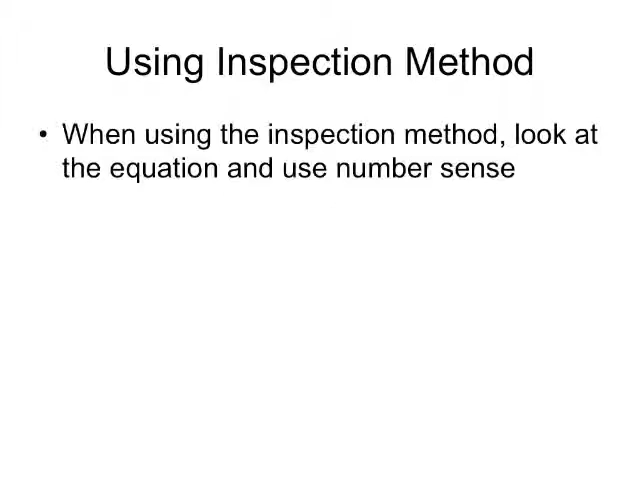 Using Inspection Method
• When using the inspection method, look at
the equation and use number sense